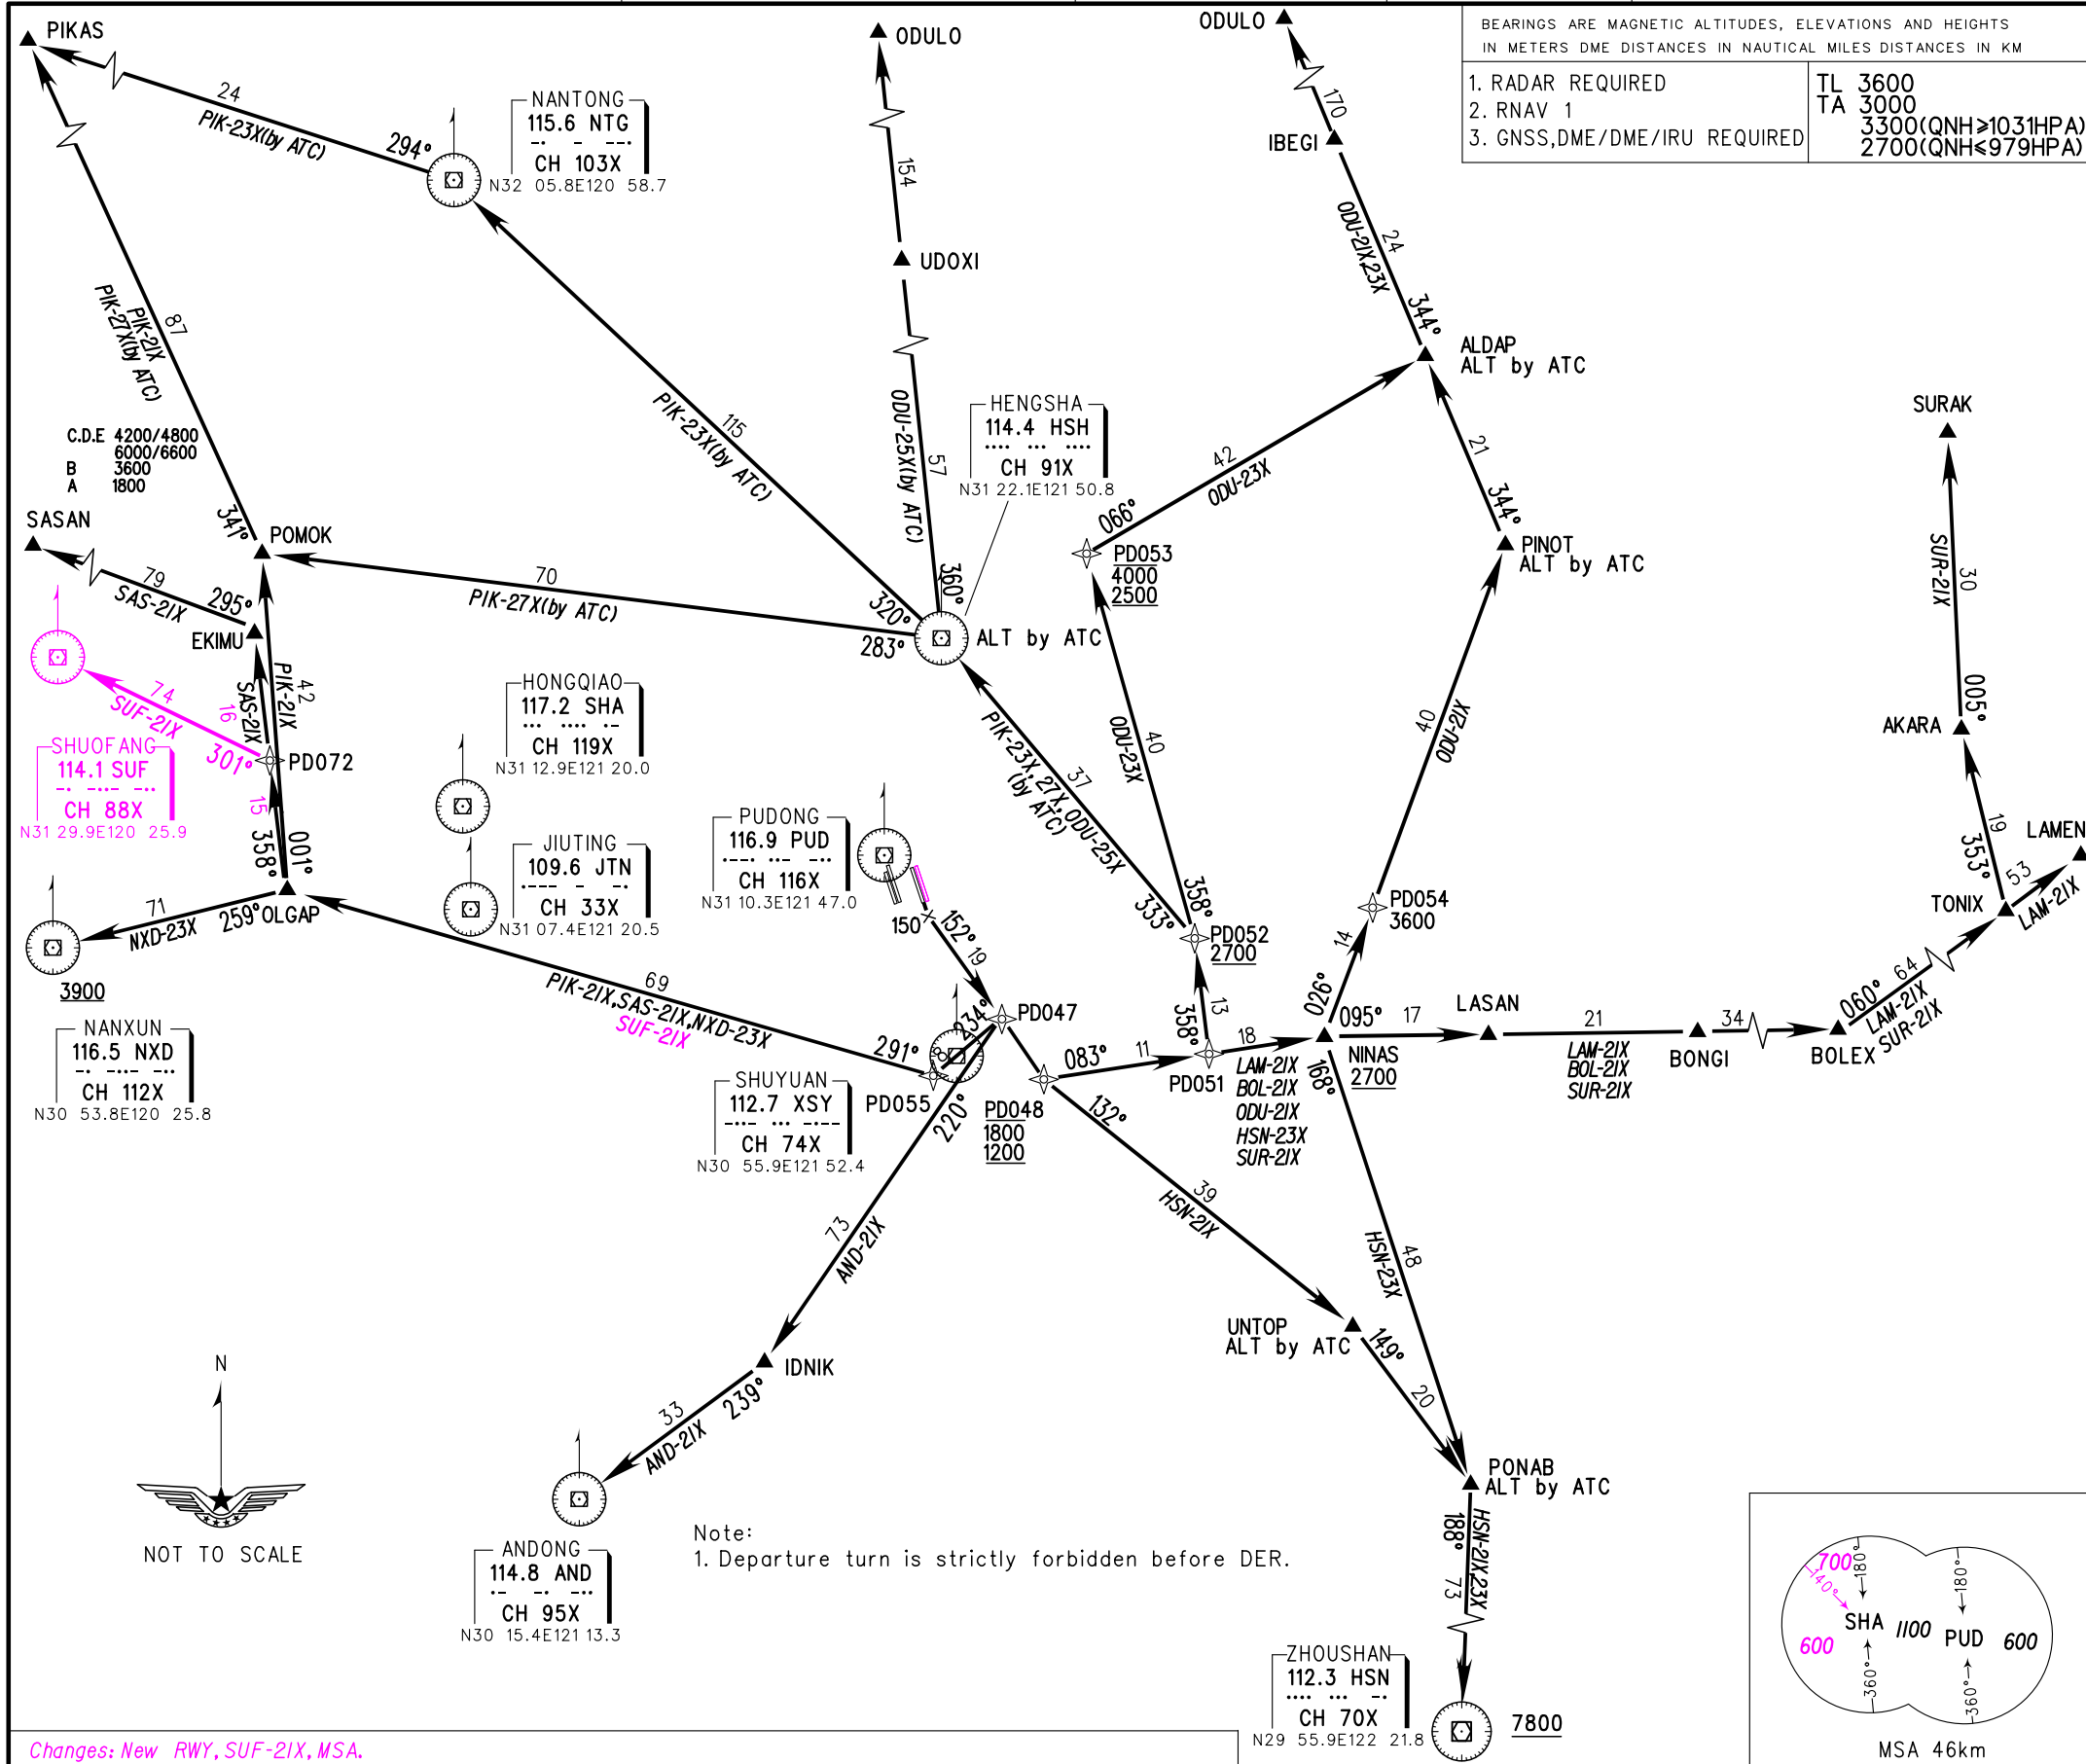 BEARINGS ARE MAGNETIC ALTITUDES, ELEVATIONS AND HEIGHTS
IN METERS DME DISTANCES IN NAUTICAL MILES DISTANCES IN KM
1. RADAR REQUIRED
2. RNAV 1
3. GNSS,DME/DME/IRU REQUIRED
TL 3600
TA 3000
3300(QNH≥1031HPA)
2700(QNH≤979HPA)
PIKAS
24
PIK-23X(by ATC)
294°
NANTONG
115.6 NTG
-· - --·
CH 103X
N32 05.8E120 58.7
ODULO
154
UDOXI
57
ODU-25X(by ATC)
360°
ODULO
170
IBEGI
24
ODU-21X,23X
344°
ALDAP
ALT by ATC
21
344°
PINOT
ALT by ATC
87
PIK-21X
PIK-27X(by ATC)
341°
115
PIK-23X(by ATC)
320°
HENGSHA
114.4 HSH
···· ··· ····
CH 91X
N31 22.1E121 50.8
42
ODU-23X
066°
PD053
4000
2500
C.D.E 4200/4800
6000/6600
B 3600
A 1800
SASAN
POMOK
79
SAS-21X
295°
EKIMU
70
PIK-27X(by ATC)
283°
ALT by ATC
SURAK
30
SUR-21X
005°
AKARA
19
353°
LAMEN
53
LAM-21X
TONIX
74
SUF-21X
301°
16
SAS-21X
42
PIK-21X
PD072
15
358°
001°
SHUOFANG
114.1 SUF
-· -··- -··
CH 88X
N31 29.9E120 25.9
HONGQIAO
117.2 SHA
··· ···· ·-
CH 119X
N31 12.9E121 20.0
JIUTING
109.6 JTN
·--- - -·
CH 33X
N31 07.4E121 20.5
PUDONG
116.9 PUD
·--· ··- -··
CH 116X
N31 10.3E121 47.0
150
152°
19
PD047
37
PIK-23X,27X,ODU-25X
(by ATC)
333°
40
ODU-23X
358°
PD052
2700
13
358°
PD051
40
ODU-21X
PD054
3600
14
026°
71
NXD-23X
259°
OLGAP
3900
NANXUN
116.5 NXD
-· -··- -··
CH 112X
N30 53.8E120 25.8
69
PIK-21X,SAS-21X,NXD-23X
SUF-21X
291°
8
234°
PD055
SHUYUAN
112.7 XSY
-··- ··· -·--
CH 74X
N30 55.9E121 52.4
220°
083°
11
PD048
1800
1200
18
LAM-21X
BOL-21X
ODU-21X
HSN-23X
SUR-21X
NINAS
2700
095°
17
LASAN
21
LAM-21X
BOL-21X
SUR-21X
BONGI
34
BOLEX
060°
64
LAM-21X
SUR-21X
168°
48
HSN-23X
132°
39
HSN-21X
UNTOP
ALT by ATC
149°
20
PONAB
ALT by ATC
188°
HSN-21X,23X
73
73
AND-21X
IDNIK
239°
33
AND-21X
ANDONG
114.8 AND
·- -· -··
CH 95X
N30 15.4E121 13.3
N
NOT TO SCALE
Note:
1. Departure turn is strictly forbidden before DER.
ZHOUSHAN
112.3 HSN
···· ··· -·
CH 70X
N29 55.9E122 21.8
7800
700
140°
180°
180°
SHA
1100
PUD
600
600
360°
360°
MSA 46km
Changes: New RWY, SUF-21X, MSA.